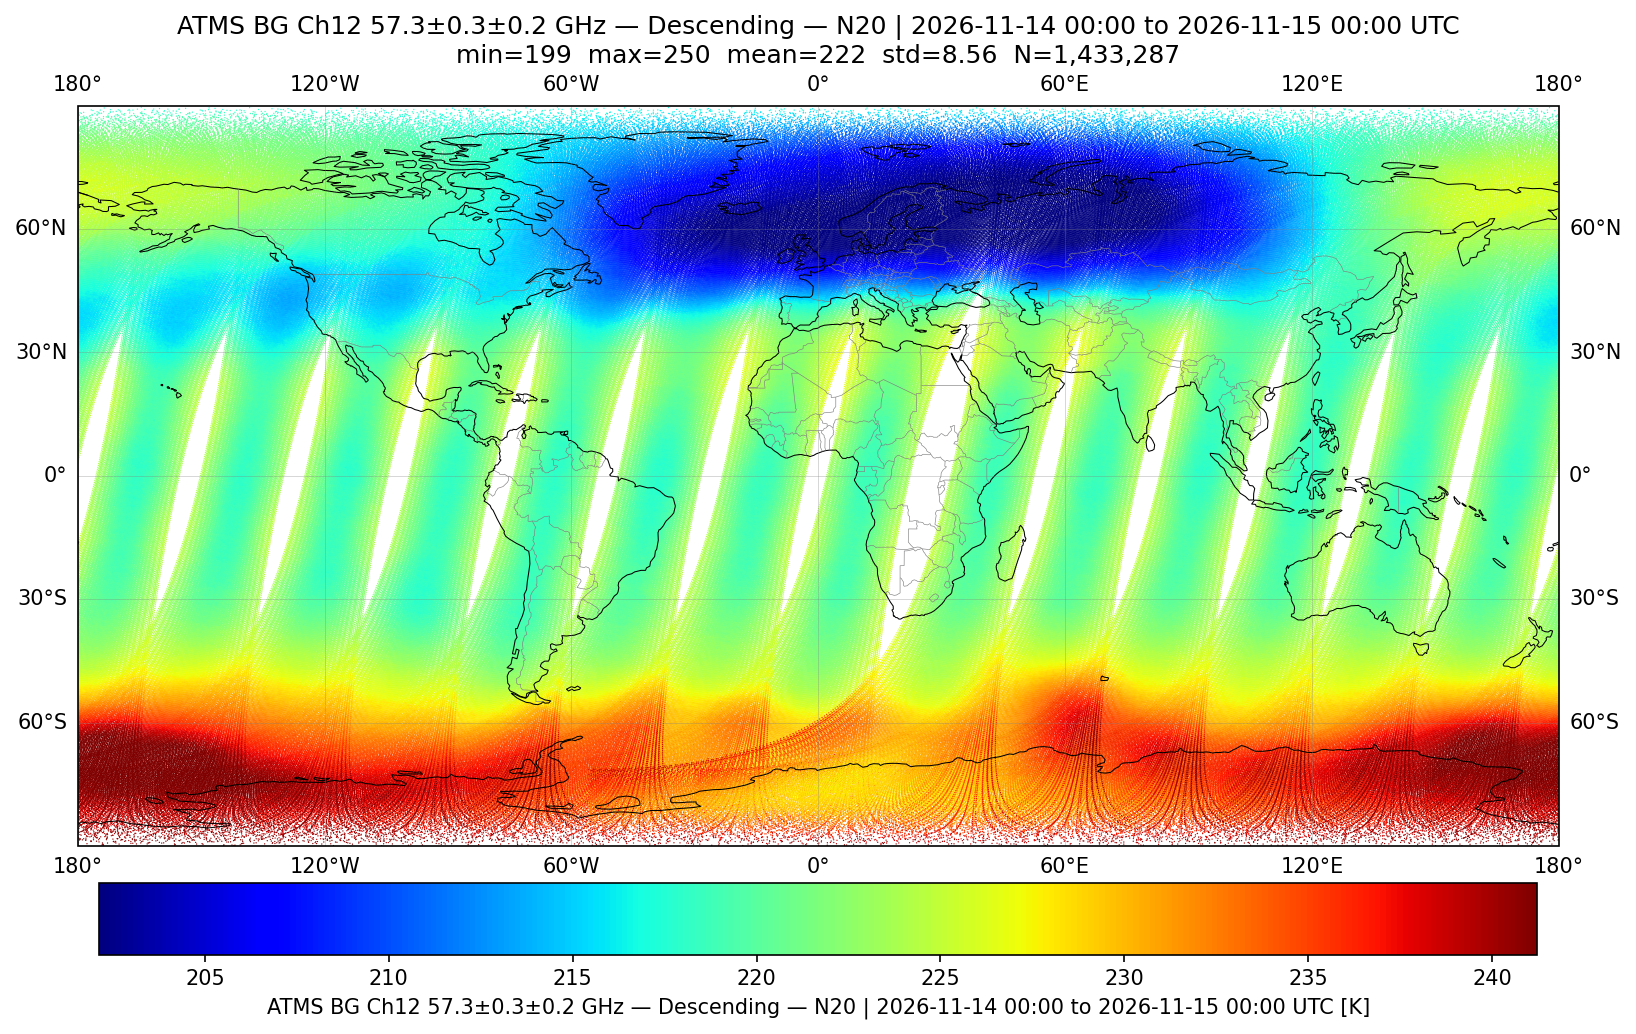 ATMS BG Ch12 57.3±0.3±0.2 GHz — Descending — N20 | 2026-11-14 00:00 to 2026-11-15 00:00 UTC
min=199 max=250 mean=222 std=8.56 N=1,433,287
180° 120°W 60°W 0° 60°E 120°E 180°
60°N 60°N
30°N 30°N
0° 0°
30°S 30°S
60°S 60°S
180° 120°W 60°W 0° 60°E 120°E 180°
205 210 215 220 225 230 235 240
ATMS BG Ch12 57.3±0.3±0.2 GHz — Descending — N20 | 2026-11-14 00:00 to 2026-11-15 00:00 UTC [K]